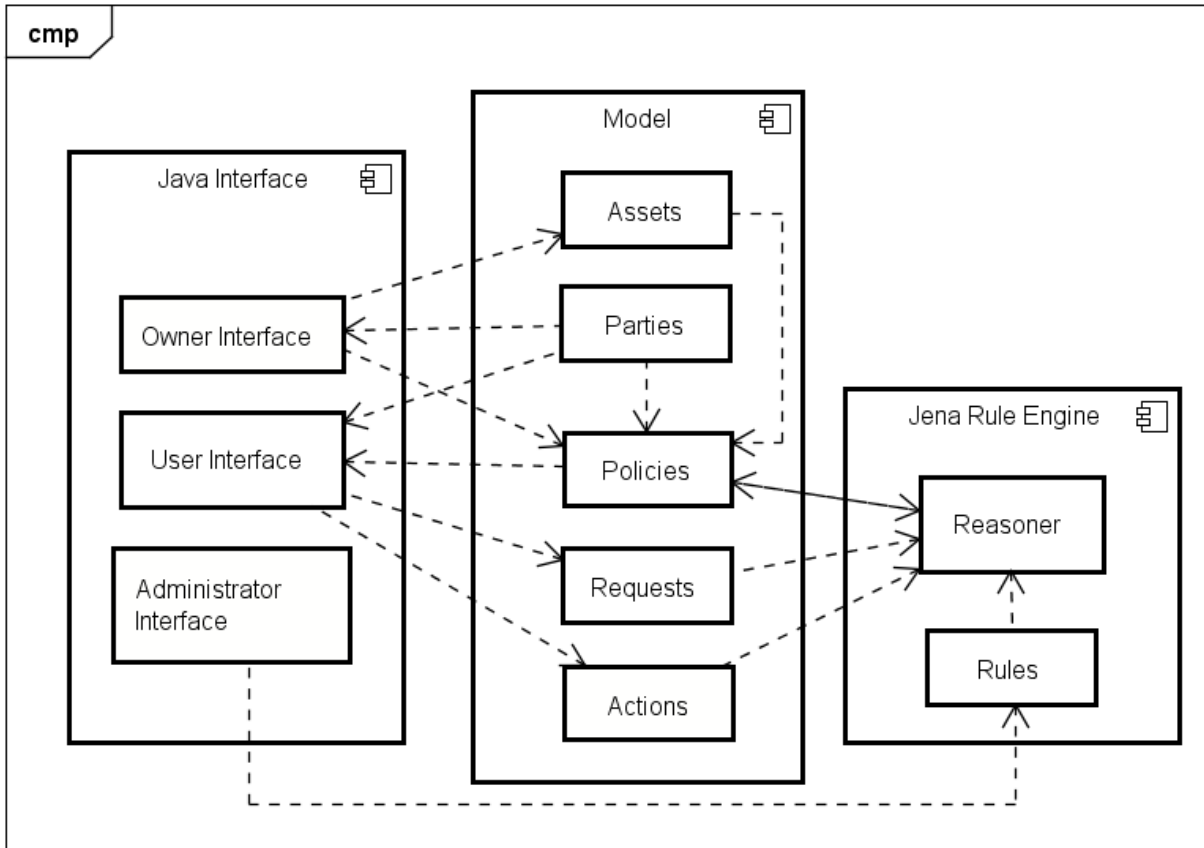 cmp
Model
Java Interface
Assets
Owner Interface
Parties
Jena Rule Engine
User Interface
Policies
Reasoner
Administrator
Interface
Requests
Rules
Actions